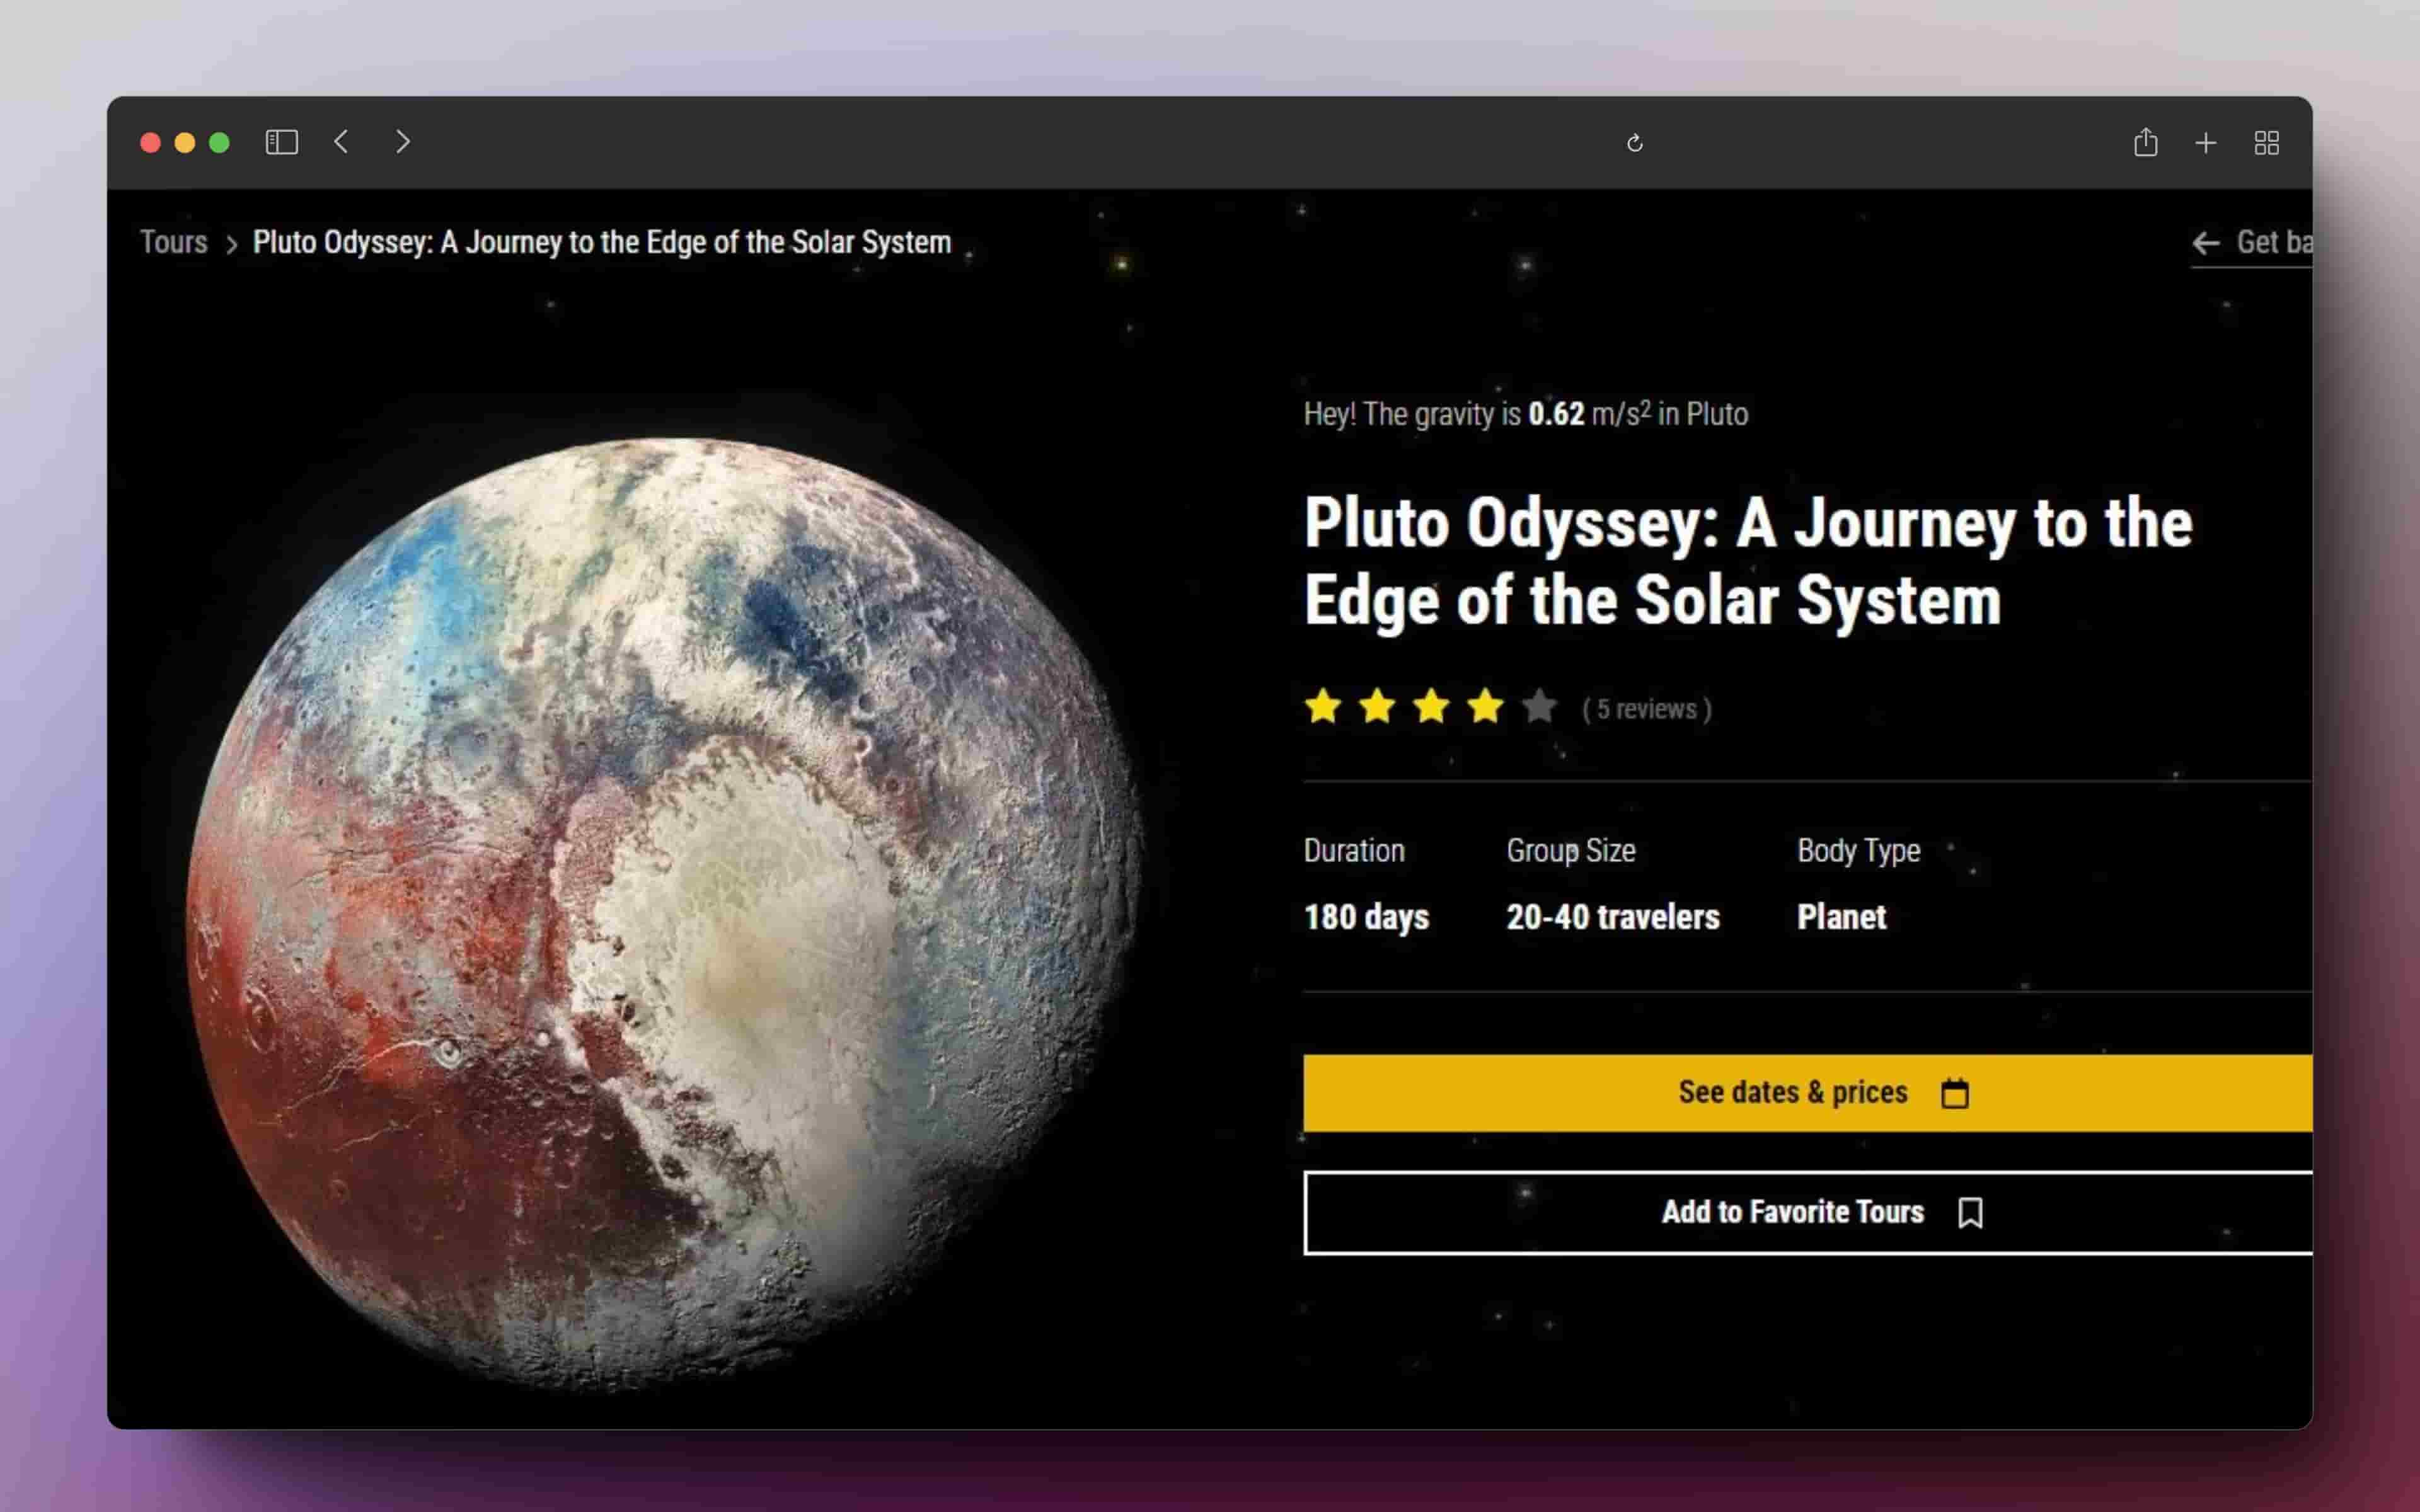 Tours > Pluto Odyssey: A Journey to the Edge of the Solar System
← Get ba
Hey! The gravity is 0.62 m/s² in Pluto
Pluto Odyssey: A Journey to the
Edge of the Solar System
( 5 reviews )
Duration Group Size Body Type
180 days 20-40 travelers Planet
See dates & prices
Add to Favorite Tours